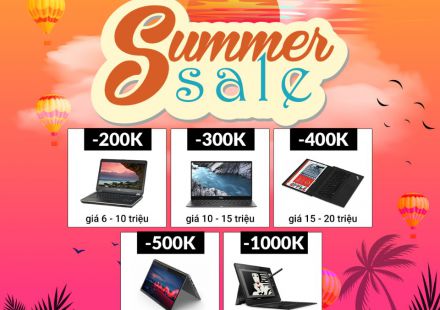 Summer
sale
-200K
-300K
-400K
giá 6 - 10 triệu
giá 10 - 15 triệu
giá 15 - 20 triệu
-500K
-1000K